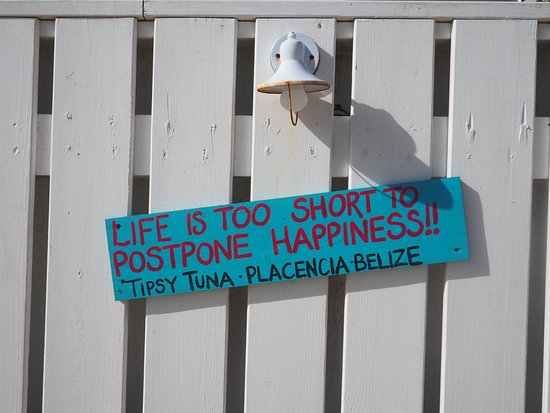 LIFE IS TOO SHORT TO
POSTPONE HAPPINESS!!
TIPSY TUNA · PLACENCIA · BELIZE